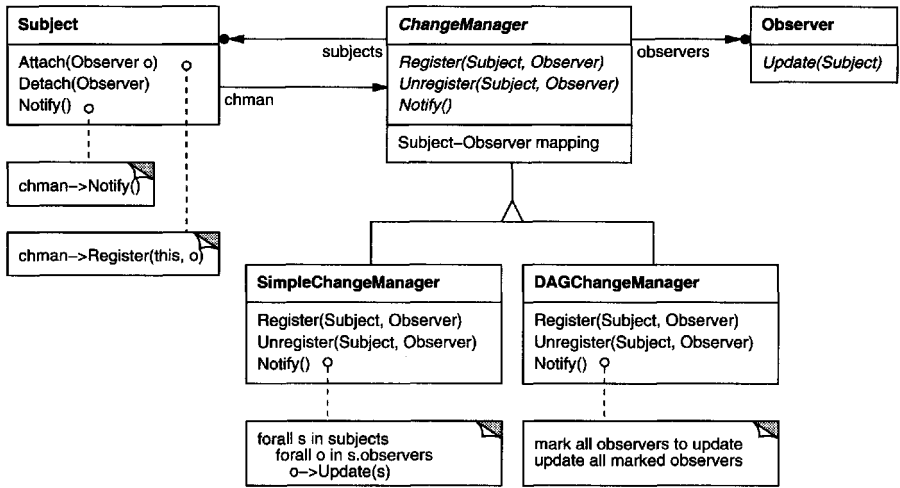 Subject
Attach(Observer o)
Detach(Observer)
Notify()
chman->Notify()
chman->Register(this, o)
subjects
chman
ChangeManager
Register(Subject, Observer)
Unregister(Subject, Observer)
Notify()
Subject–Observer mapping
observers
Observer
Update(Subject)
SimpleChangeManager
Register(Subject, Observer)
Unregister(Subject, Observer)
Notify()
forall s in subjects
forall o in s.observers
o->Update(s)
DAGChangeManager
Register(Subject, Observer)
Unregister(Subject, Observer)
Notify()
mark all observers to update
update all marked observers